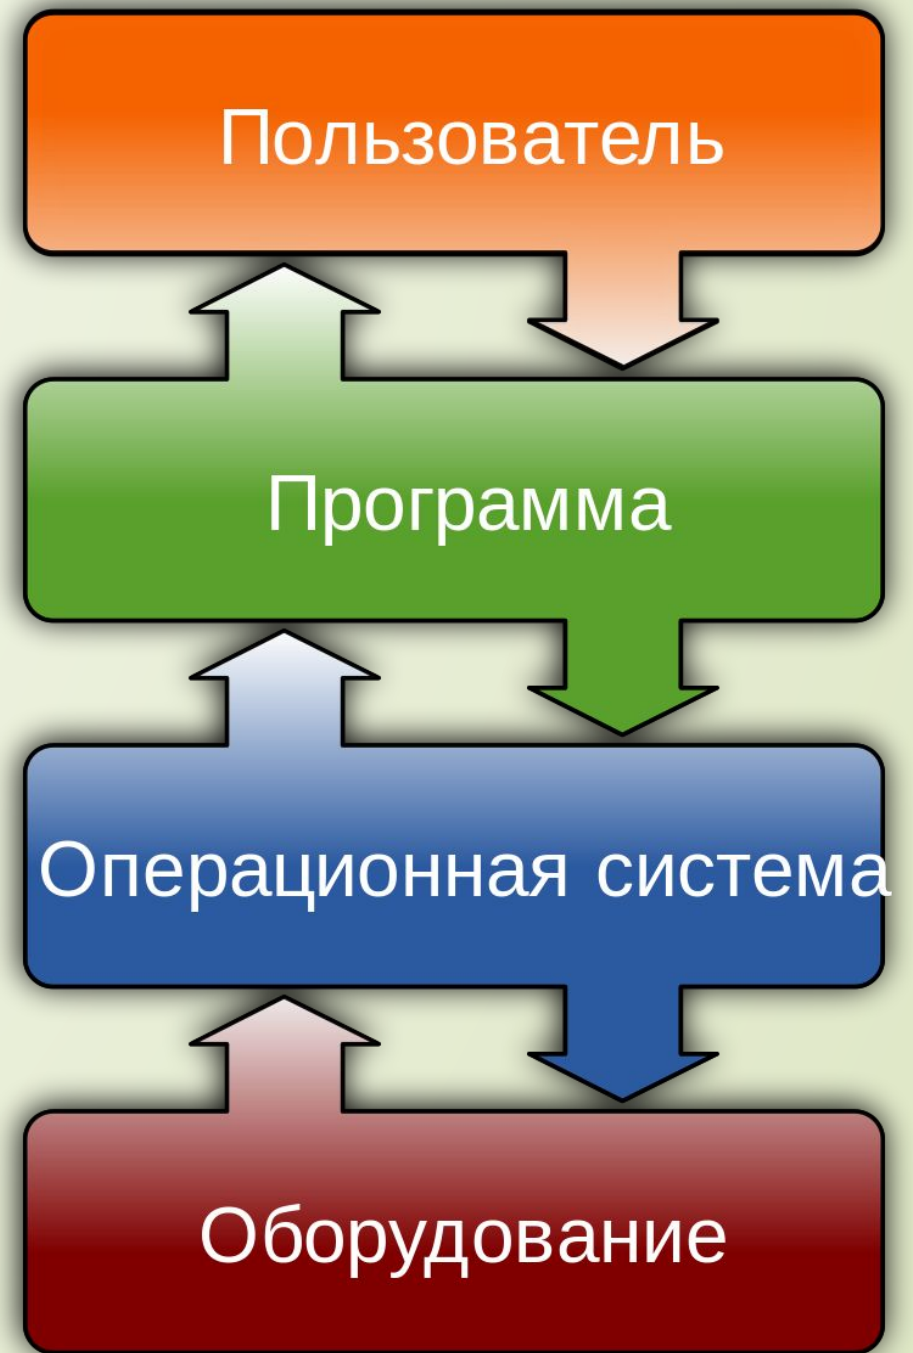 Пользователь
Программа
Операционная система
Оборудование